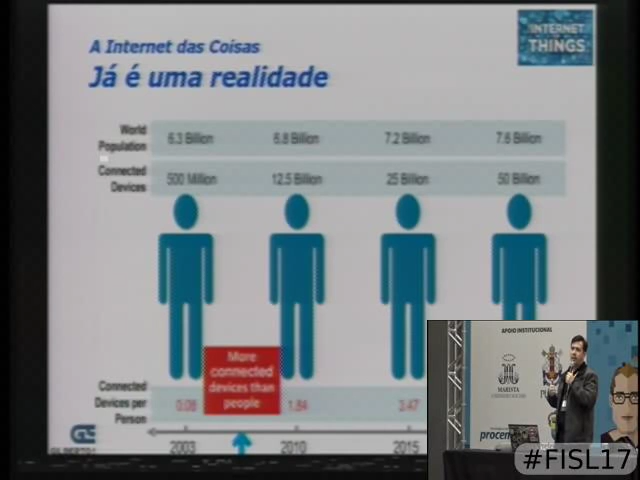 A Internet das Coisas
Já é uma realidade
INTERNET
THINGS
World
Population
6.3 Billion 6.8 Billion 7.2 Billion 7.6 Billion
Connected
Devices
500 Million 12.5 Billion 25 Billion 50 Billion
More
connected
devices than
people
Connected
Devices per
Person
0.08 1.84 3.47
2003 2010 2015
APOIO INSTITUCIONAL
MARISTA
#FISL17